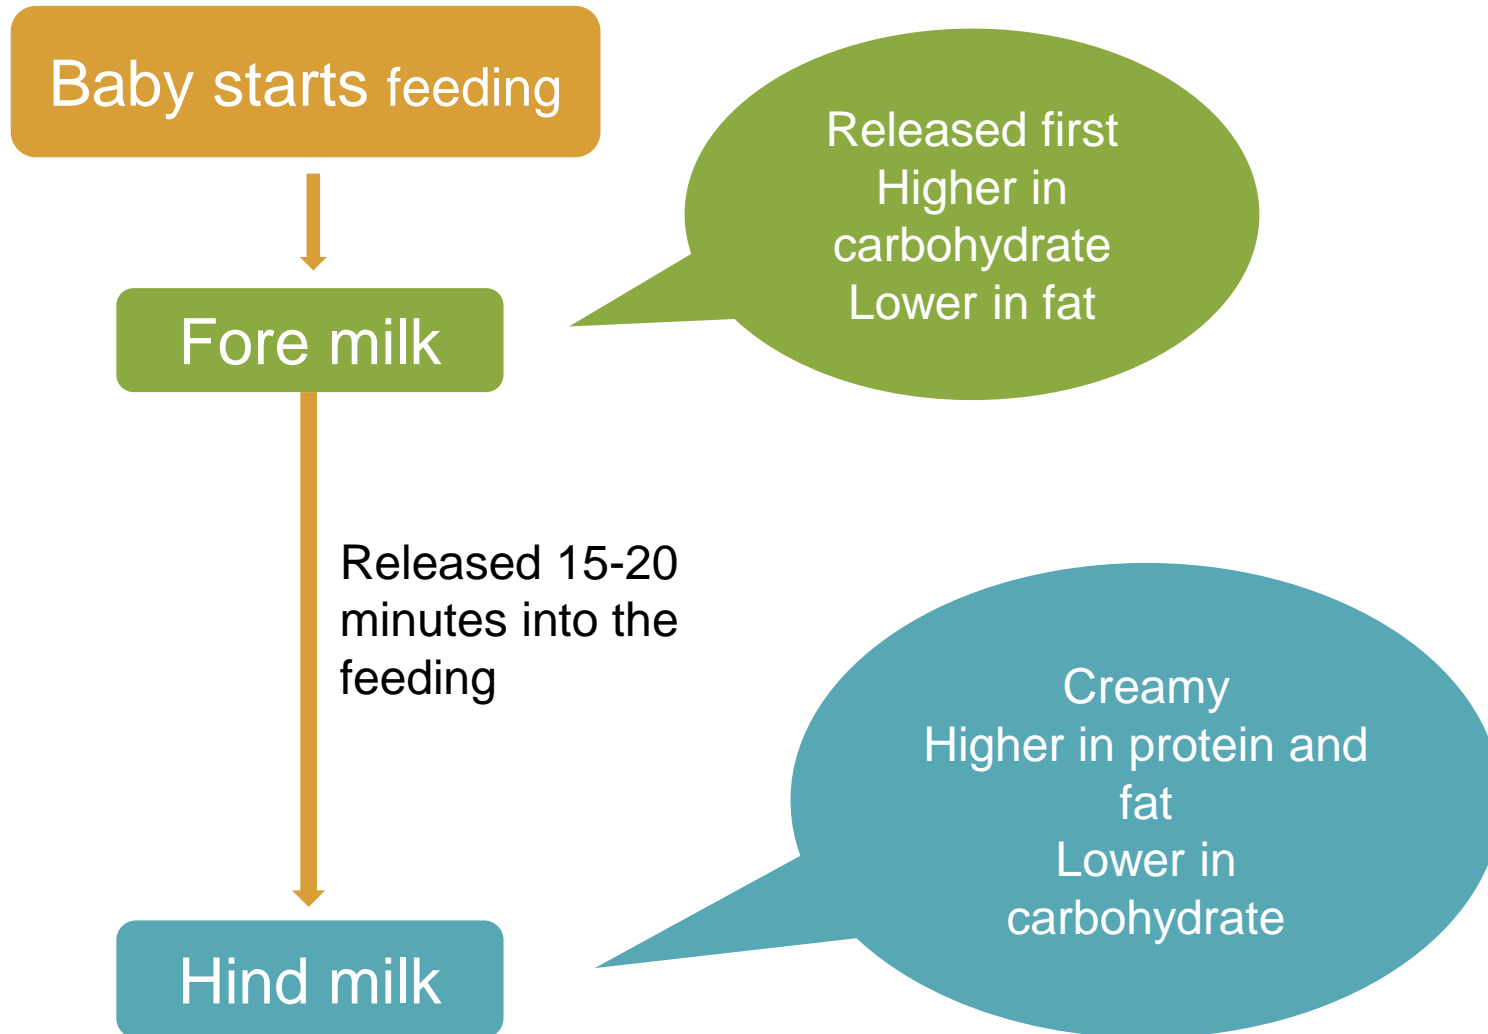 Baby starts feeding
Released first
Higher in
carbohydrate
Lower in fat
Fore milk
Released 15-20
minutes into the
feeding
Creamy
Higher in protein and
fat
Lower in
carbohydrate
Hind milk